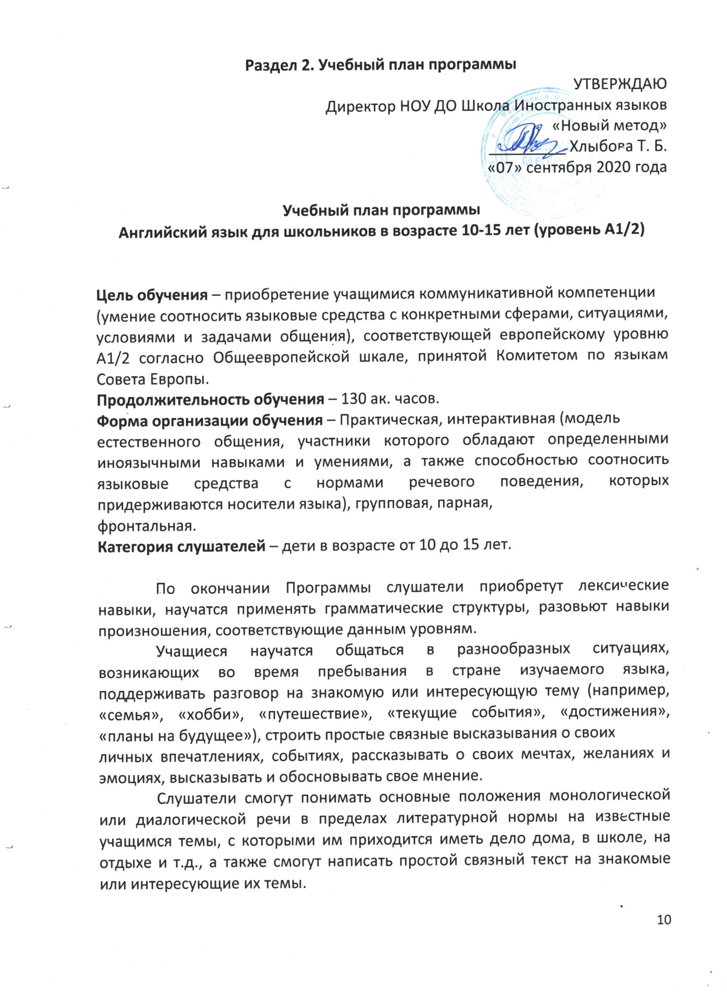 Раздел 2. Учебный план программы
УТВЕРЖДАЮ
Директор НОУ ДО Школа Иностранных языков
«Новый метод»
Хлыбова Т. Б.
«07» сентября 2020 года
Учебный план программы
Английский язык для школьников в возрасте 10-15 лет (уровень А1/2)
Цель обучения – приобретение учащимися коммуникативной компетенции
(умение соотносить языковые средства с конкретными сферами, ситуациями,
условиями и задачами общения), соответствующей европейскому уровню
А1/2 согласно Общеевропейской шкале, принятой Комитетом по языкам
Совета Европы.
Продолжительность обучения – 130 ак. часов.
Форма организации обучения – Практическая, интерактивная (модель
естественного общения, участники которого обладают определенными
иноязычными навыками и умениями, а также способностью соотносить
языковые средства с нормами речевого поведения, которых
придерживаются носители языка), групповая, парная,
фронтальная.
Категория слушателей – дети в возрасте от 10 до 15 лет.
По окончании Программы слушатели приобретут лексические
навыки, научатся применять грамматические структуры, разовьют навыки
произношения, соответствующие данным уровням.
Учащиеся научатся общаться в разнообразных ситуациях,
возникающих во время пребывания в стране изучаемого языка,
поддерживать разговор на знакомую или интересующую тему (например,
«семья», «хобби», «путешествие», «текущие события», «достижения»,
«планы на будущее»), строить простые связные высказывания о своих
личных впечатлениях, событиях, рассказывать о своих мечтах, желаниях и
эмоциях, высказывать и обосновывать свое мнение.
Слушатели смогут понимать основные положения монологической
или диалогической речи в пределах литературной нормы на известные
учащимся темы, с которыми им приходится иметь дело дома, в школе, на
отдыхе и т.д., а также смогут написать простой связный текст на знакомые
или интересующие их темы.
10